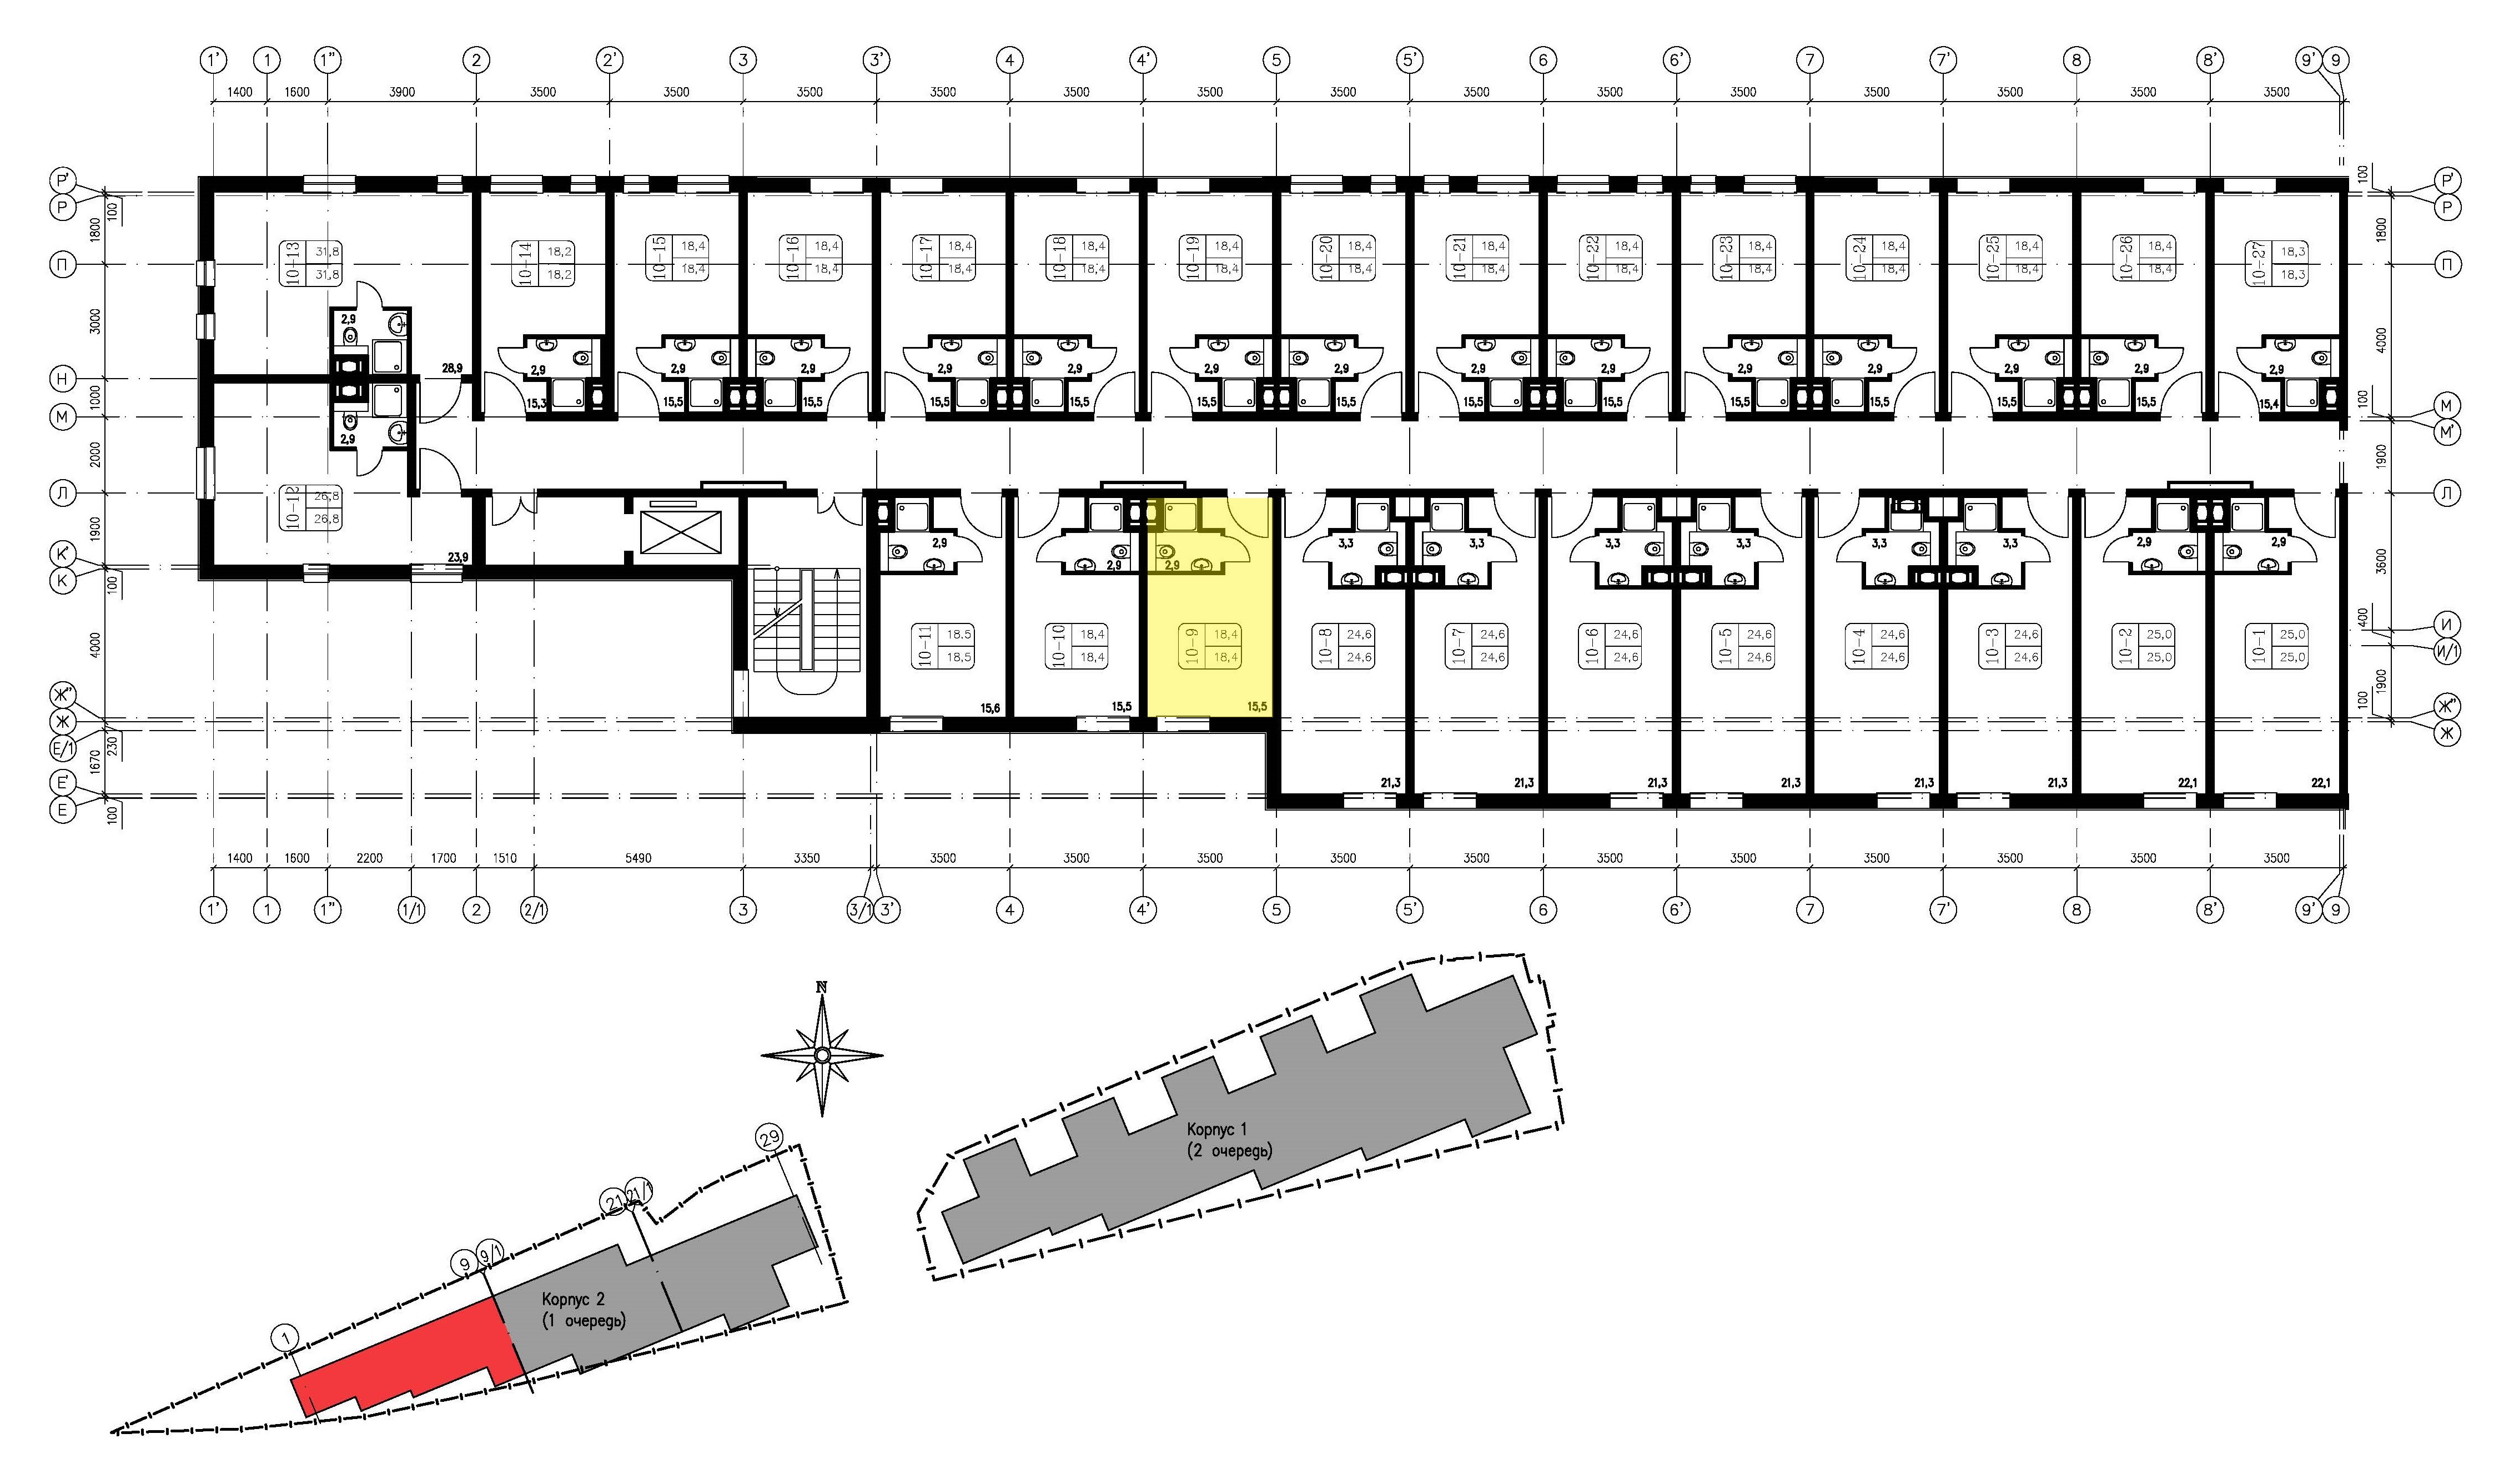 1' 1 1'' 2 2' 3 3' 4 4' 5 5' 6 6' 7 7' 8 8' 9' 9
1400 1600 3900 3500 3500 3500 3500 3500 3500 3500 3500 3500 3500 3500 3500 3500 3500
Р' 100 100 Р'
Р 100 Р
1800 1800
10-13 31,8 10-14 18,2 10-15 18,4 10-16 18,4 10-17 18,4 10-18 18,4 10-19 18,4 10-20 18,4 10-21 18,4 10-22 18,4 10-23 18,4 10-24 18,4 10-25 18,4 10-26 18,4 10-27 18,3
31,8 18,2 18,4 18,4 18,4 18,4 18,4 18,4 18,4 18,4 18,4 18,4 18,4 18,4 18,3
П П
3000 2,9 4000
28,9 2,9 2,9 2,9 2,9 2,9 2,9 2,9 2,9 2,9 2,9 2,9 2,9 2,9 2,9
Н
1000 15,3 15,5 15,5 15,5 15,5 15,5 15,5 15,5 15,5 15,5 15,5 15,5 15,5 15,4 100
М М
2,9 М'
2000 1900
Л Л
10-12 26,8
26,8
1900 23,9 2,9 2,9 2,9 3,3 3,3 3,3 3,3 3,3 3,3 2,9 2,9 3600
К'
К
100
4000 400
10-11 18.5 10-10 18,4 10-9 18,4 10-8 24,6 10-7 24,6 10-6 24,6 10-5 24,6 10-4 24,6 10-3 24,6 10-2 25,0 10-1 25,0
18,5 18,4 18,4 24,6 24,6 24,6 24,6 24,6 24,6 25,0 25,0
И
И/1
1900
Ж'' 15,6 15,5 15,5 100 Ж''
Ж Ж
Е/1 230
1670
Е' 21,3 21,3 21,3 21,3 21,3 21,3 22,1 22,1
Е 100
1400 1600 2200 1700 1510 5490 3350 3500 3500 3500 3500 3500 3500 3500 3500 3500 3500 3500
1' 1 1'' 1/1 2 2/1 3 3/1 3' 4 4' 5 5' 6 6' 7 7' 8 8' 9' 9
N
Корпус 1
(2 очередь)
29
21 21/1
9 9/1
Корпус 2
(1 очередь)
1